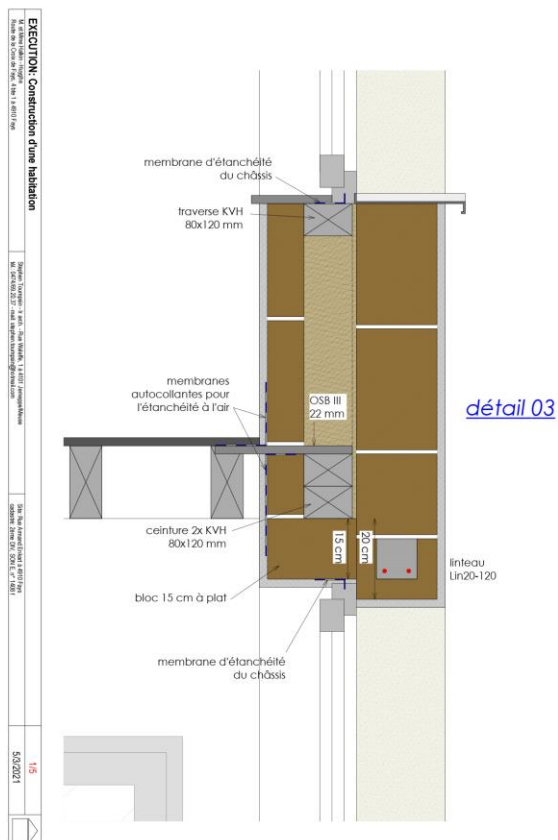 EXECUTION: Construction d'une habitation
5/3/2021
1/5
membrane d'étanchéité
du châssis
traverse KVH
80x120 mm
membranes
autocollantes pour
l'étanchéité à l'air
OSB III
22 mm
détail 03
ceinture 2x KVH
80x120 mm
15 cm
20 cm
linteau
Lin20-120
bloc 15 cm à plat
membrane d'étanchéité
du châssis